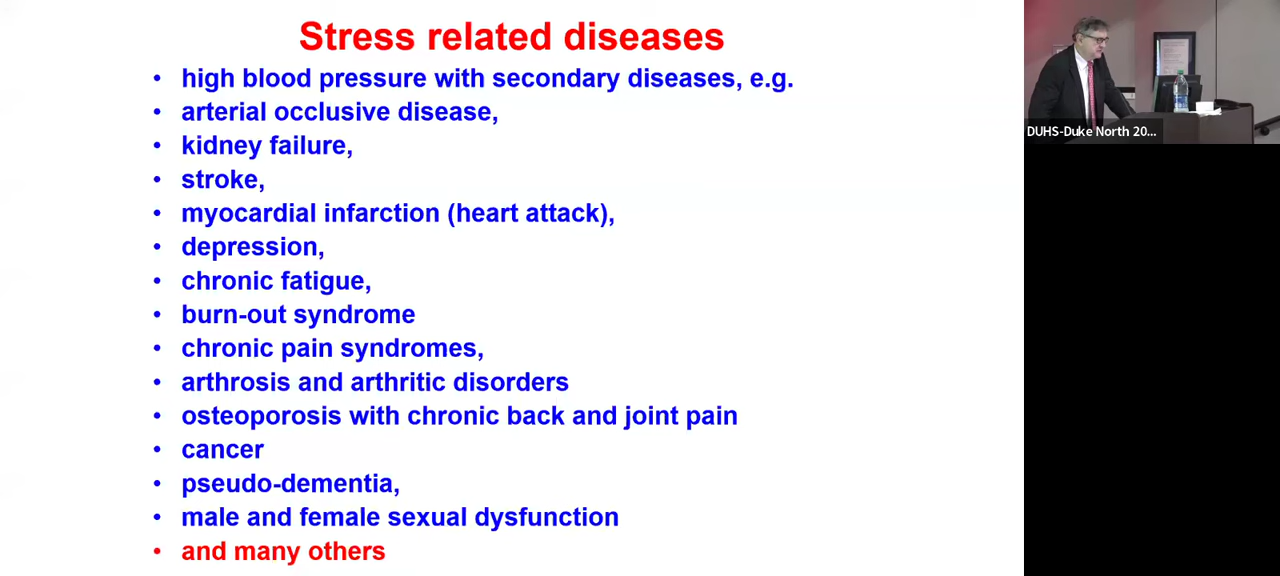 Stress related diseases
• high blood pressure with secondary diseases, e.g.
• arterial occlusive disease,
• kidney failure,
• stroke,
• myocardial infarction (heart attack),
• depression,
• chronic fatigue,
• burn-out syndrome
• chronic pain syndromes,
• arthrosis and arthritic disorders
• osteoporosis with chronic back and joint pain
• cancer
• pseudo-dementia,
• male and female sexual dysfunction
• and many others
DUHS-Duke North 20...